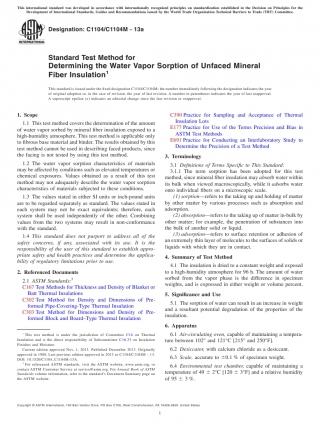 This international standard was developed in accordance with internationally recognized principles on standardization established in the Decision on Principles for the
Development of International Standards, Guides and Recommendations issued by the World Trade Organization Technical Barriers to Trade (TBT) Committee.
Designation: C1104/C1104M − 13a
INTERNATIONAL
Standard Test Method for
Determining the Water Vapor Sorption of Unfaced Mineral
Fiber Insulation1
This standard is issued under the fixed designation C1104/C1104M; the number immediately following the designation indicates the year
of original adoption or, in the case of revision, the year of last revision. A number in parentheses indicates the year of last reapproval.
A superscript epsilon (ε) indicates an editorial change since the last revision or reapproval.
1. Scope
1.1 This test method covers the determination of the amount
of water vapor sorbed by mineral fiber insulation exposed to a
high-humidity atmosphere. This test method is applicable only
to fibrous base material and binder. The results obtained by this
test method cannot be used in describing faced products, since
the facing is not tested by using this test method.
1.2 The water vapor sorption characteristics of materials
may be affected by conditions such as elevated temperatures or
chemical exposures. Values obtained as a result of this test
method may not adequately describe the water vapor sorption
characteristics of materials subjected to these conditions.
1.3 The values stated in either SI units or inch-pound units
are to be regarded separately as standard. The values stated in
each system may not be exact equivalents; therefore, each
system shall be used independently of the other. Combining
values from the two systems may result in non-conformance
with the standard.
1.4 This standard does not purport to address all of the
safety concerns, if any, associated with its use. It is the
responsibility of the user of this standard to establish appro-
priate safety and health practices and determine the applica-
bility of regulatory limitations prior to use.
2. Referenced Documents
2.1 ASTM Standards:2
C167 Test Methods for Thickness and Density of Blanket or
Batt Thermal Insulations
C302 Test Method for Density and Dimensions of Pre-
formed Pipe-Covering-Type Thermal Insulation
C303 Test Method for Dimensions and Density of Pre-
formed Block and Board–Type Thermal Insulation
1 This test method is under the jurisdiction of ASTM Committee C16 on Thermal
Insulation and is the direct responsibility of Subcommittee C16.33 on Insulation
Finishes and Moisture.
Current edition approved Nov. 1, 2013. Published December 2013. Originally
approved in 1988. Last previous edition approved in 2013 as C1104/C1104M – 13.
DOI: 10.1520/C1104_C1104M-13A.
2 For referenced ASTM standards, visit the ASTM website, www.astm.org, or
contact ASTM Customer Service at service@astm.org. For Annual Book of ASTM
Standards volume information, refer to the standard's Document Summary page on
the ASTM website.
C390 Practice for Sampling and Acceptance of Thermal
Insulation Lots
E177 Practice for Use of the Terms Precision and Bias in
ASTM Test Methods
E691 Practice for Conducting an Interlaboratory Study to
Determine the Precision of a Test Method
3. Terminology
3.1 Definitions of Terms Specific to This Standard:
3.1.1 The term sorption has been adopted for this test
method, since mineral fiber insulation may absorb water within
its bulk when viewed macroscopically, while it adsorbs water
onto individual fibers on a microscopic scale.
(1) sorption—refers to the taking up and holding of matter
by other matter by various processes such as absorption and
adsorption.
(2) absorption—refers to the taking up of matter in bulk by
other matter; for example, the penetration of substances into
the bulk of another solid or liquid.
(3) adsorption—refers to surface retention or adhesion of
an extremely thin layer of molecules to the surfaces of solids or
liquids with which they are in contact.
4. Summary of Test Method
4.1 The insulation is dried to a constant weight and exposed
to a high-humidity atmosphere for 96 h. The amount of water
sorbed from the vapor phase is the difference in specimen
weights, and is expressed in either weight or volume percent.
5. Significance and Use
5.1 The sorption of water can result in an increase in weight
and a resultant potential degradation of the properties of the
insulation.
6. Apparatus
6.1 Air-circulating oven, capable of maintaining a tempera-
ture between 102° and 121°C [215° and 250°F].
6.2 Desiccator, with calcium chloride as a desiccant.
6.3 Scale, accurate to ±0.1 % of specimen weight.
6.4 Environmental test chamber, capable of maintaining a
temperature of 49 ± 2°C [120 ± 3°F] and a relative humidity
of 95 ± 3 %.
Copyright © ASTM International, 100 Barr Harbor Drive, PO Box C700, West Conshohocken, PA 19428-2959. United States
1